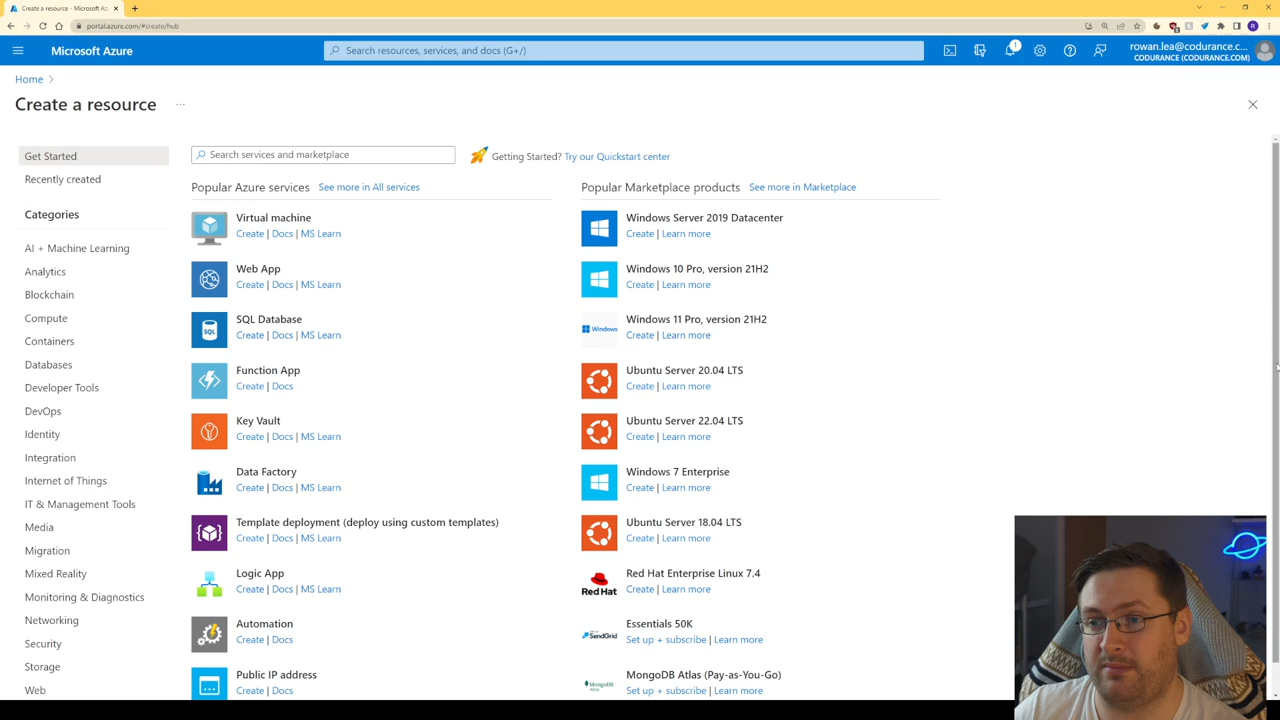 Create a resource - Microsoft Az
portal.azure.com/#create/hub
Microsoft Azure
Search resources, services, and docs (G+/)
1
rowan.lea@codurance.c...
CODURANCE (CODURANCE.COM)
Home
Create a resource
...
Get Started
Recently created
Categories
AI + Machine Learning
Analytics
Blockchain
Compute
Containers
Databases
Developer Tools
DevOps
Identity
Integration
Internet of Things
IT & Management Tools
Media
Migration
Mixed Reality
Monitoring & Diagnostics
Networking
Security
Storage
Web
Search services and marketplace
Getting Started? Try our Quickstart center
Popular Azure services See more in All services
Virtual machine
Create | Docs | MS Learn
Web App
Create | Docs | MS Learn
SQL
SQL Database
Create | Docs | MS Learn
Function App
Create | Docs
Key Vault
Create | Docs | MS Learn
Data Factory
Create | Docs | MS Learn
Template deployment (deploy using custom templates)
Create | Docs | MS Learn
Logic App
Create | Docs | MS Learn
Automation
Create | Docs
Public IP address
Create | Docs
Popular Marketplace products See more in Marketplace
Windows Server 2019 Datacenter
Create | Learn more
Windows 10 Pro, version 21H2
Create | Learn more
Windows
Windows 11 Pro, version 21H2
Create | Learn more
Ubuntu Server 20.04 LTS
Create | Learn more
Ubuntu Server 22.04 LTS
Create | Learn more
Windows 7 Enterprise
Create | Learn more
Ubuntu Server 18.04 LTS
Create | Learn more
Red Hat
Red Hat Enterprise Linux 7.4
Create | Learn more
SendGrid
Essentials 50K
Set up + subscribe | Learn more
MongoDB.
Atlas
MongoDB Atlas (Pay-as-You-Go)
Set up + subscribe | Learn more
R